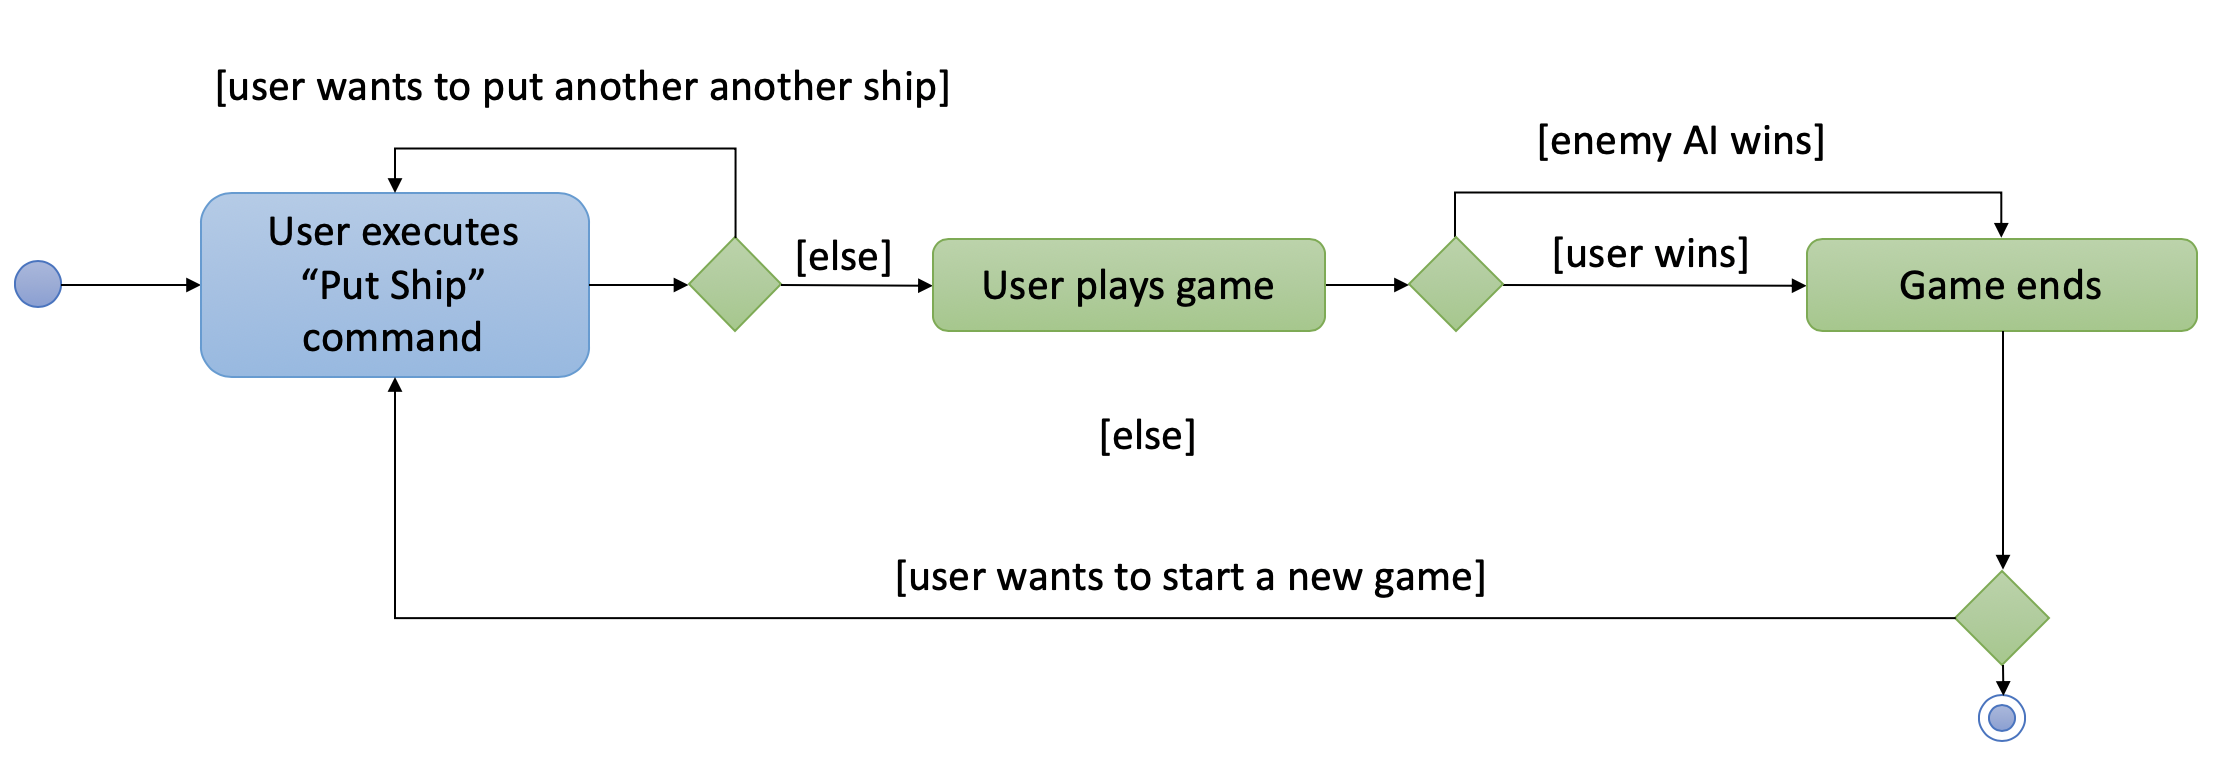 [user wants to put another another ship]
[enemy AI wins]
User executes
“Put Ship”
command
[else]
User plays game
[user wins]
Game ends
[else]
[user wants to start a new game]